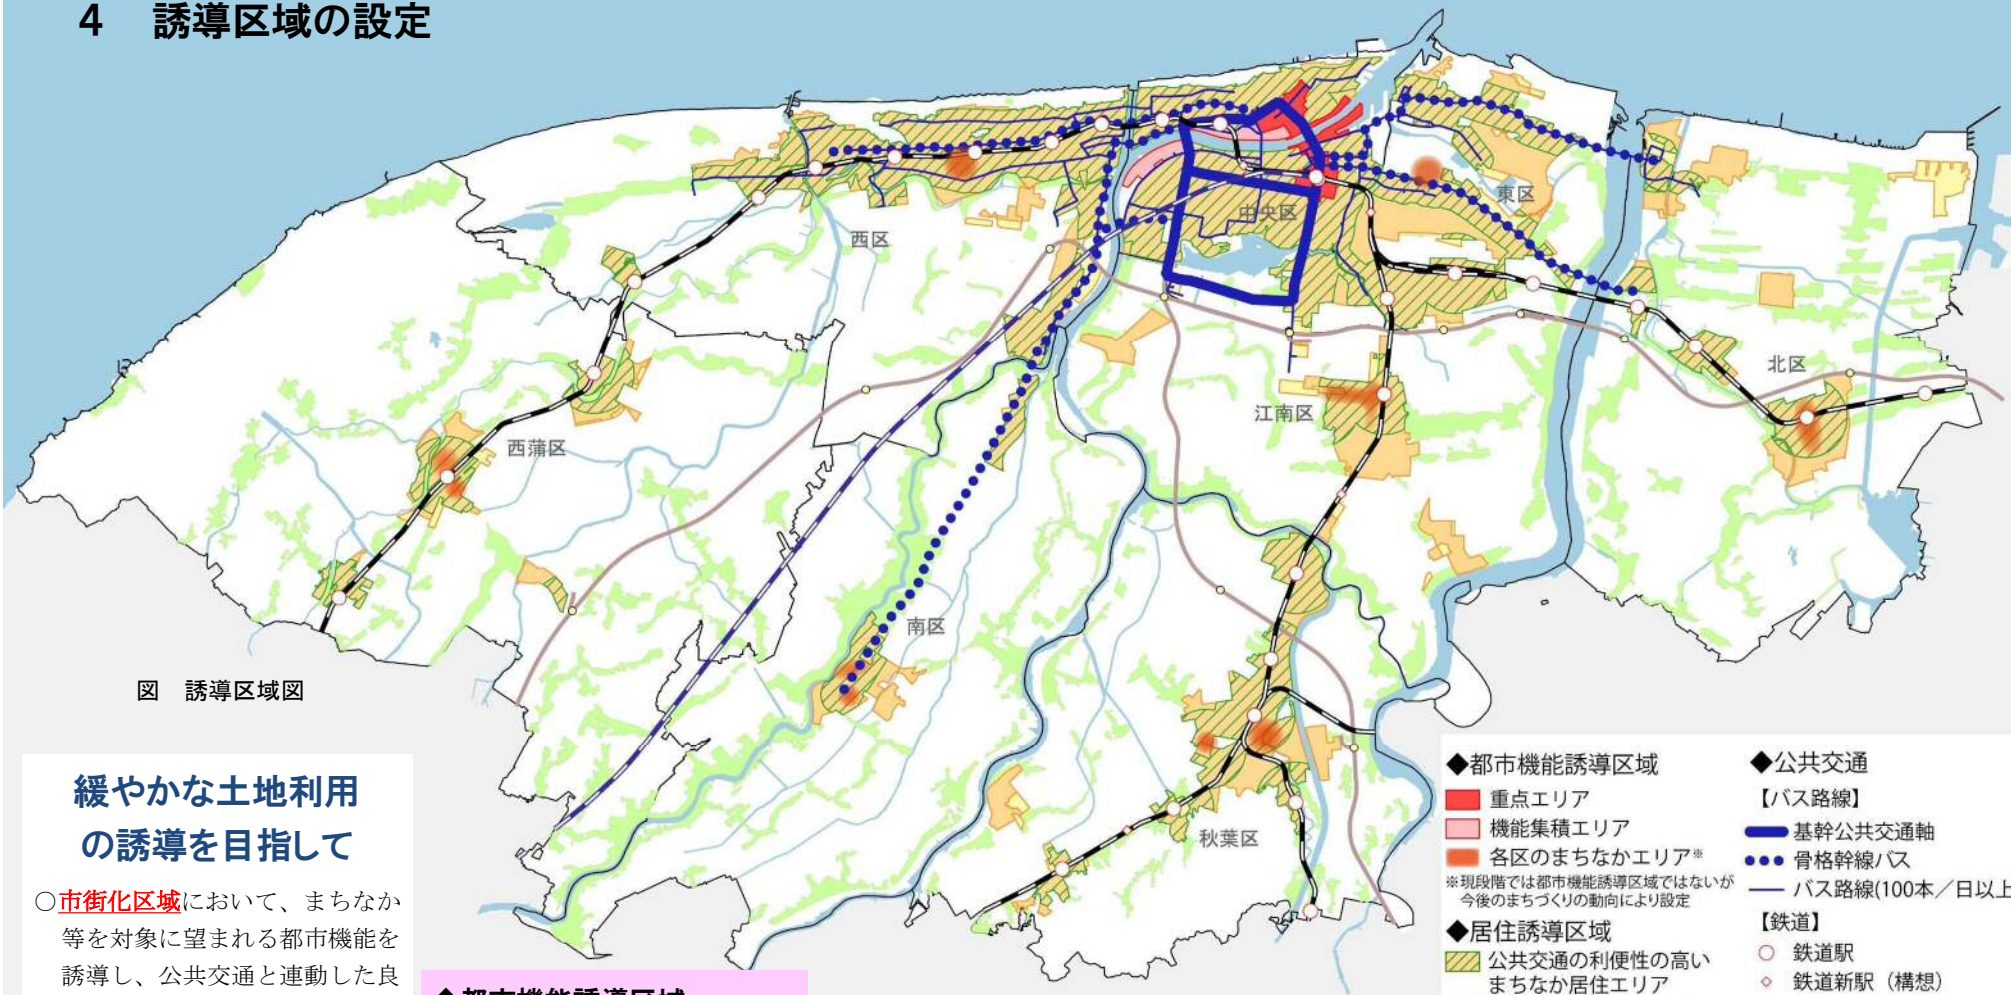 4 誘導区域の設定
東区
中央区
西区
北区
江南区
西蒲区
南区
秋葉区
図 誘導区域図
緩やかな土地利用
の誘導を目指して
○市街化区域において、まちなか
等を対象に望まれる都市機能を
誘導し、公共交通と連動した良
◆都市機能誘導区域
重点エリア
機能集積エリア
各区のまちなかエリア※
※現段階では都市機能誘導区域ではないが
今後のまちづくりの動向により設定
◆居住誘導区域
公共交通の利便性の高い
まちなか居住エリア
◆公共交通
【バス路線】
基幹公共交通軸
骨格幹線バス
バス路線(100本／日以上
【鉄道】
鉄道駅
鉄道新駅（構想）